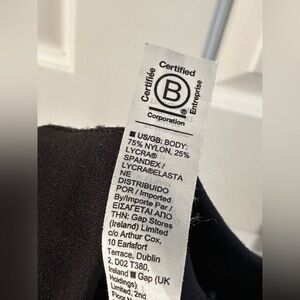 Certified
Certifiée
B
Entreprise
Corporation
■ US/GB: BODY:
75% NYLON, 25%
LYCRA®
SPANDEX /
LYCRA®ELASTA
NE
DISTRIBUIDO
POR / Imported
By/Importe Par /
ΕΙΣΑΓΕΤΑΙ ΑΠΟ
ΤΗΝ: Gap Stores
(Ireland) Limited
c/o Arthur Cox,
10 Earlsfort
Terrace, Dublin
2, D02 T380,
Ireland ■ Gap (UK
Holdings)
Limited, 2nd